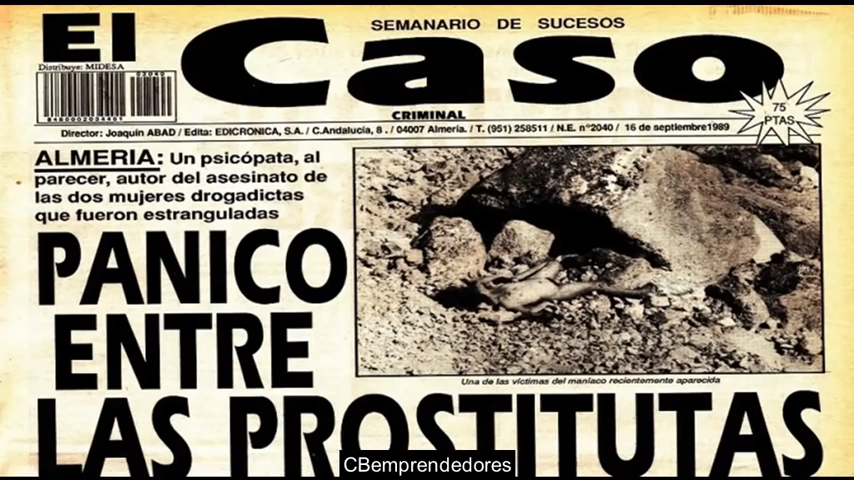 SEMANARIO DE SUCESOS
El Caso
Distribuye: MIDESA
02040
8480002004401
CRIMINAL
75
PTAS
Director: Joaquín ABAD / Edita: EDICRONICA, S.A. / C.Andalucía, 8 . / 04007 Almería. / T. (951) 258511 / N.E. nº2040 / 16 de septiembre1989
ALMERIA: Un psicópata, al
parecer, autor del asesinato de
las dos mujeres drogadictas
que fueron estranguladas
PANICO
ENTRE
LAS PROSTITUTAS
Una de las víctimas del maníaco recientemente aparecida
CBemprendedores